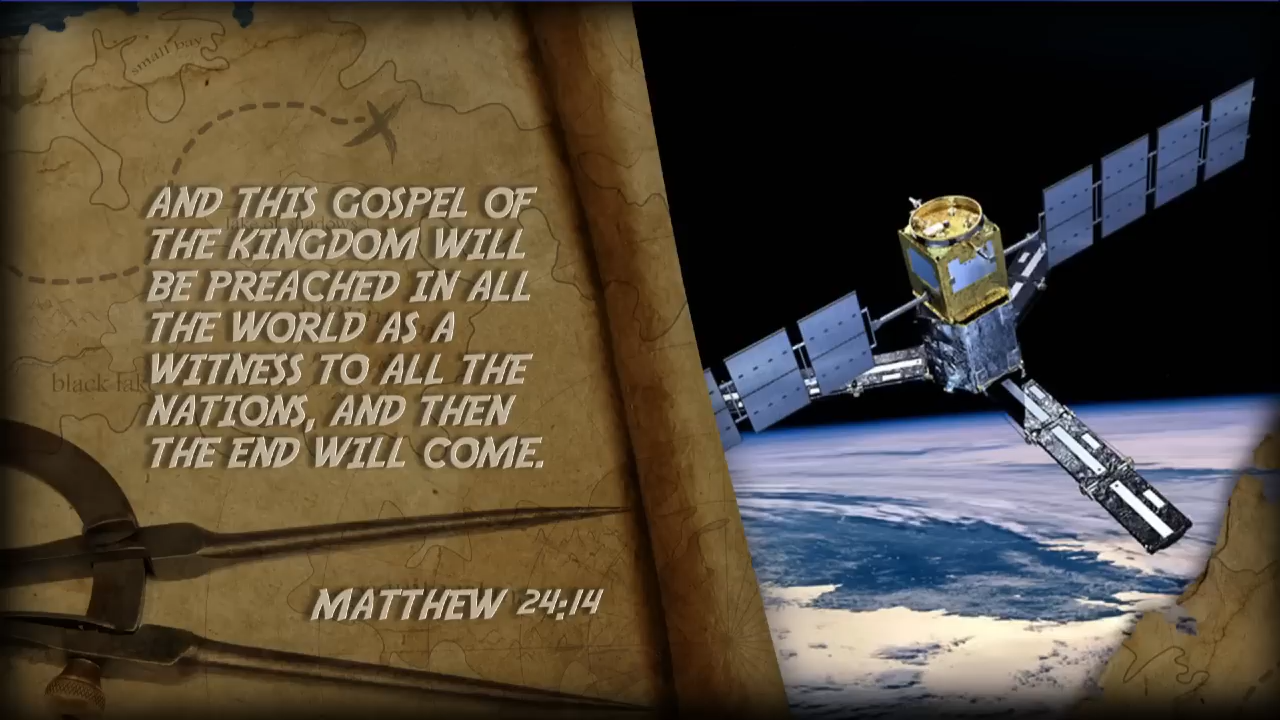 small bay
AND THIS GOSPEL OF
THE KINGDOM WILL
BE PREACHED IN ALL
THE WORLD AS A
WITNESS TO ALL THE
NATIONS, AND THEN
THE END WILL COME.
black lak
MATTHEW 24:14